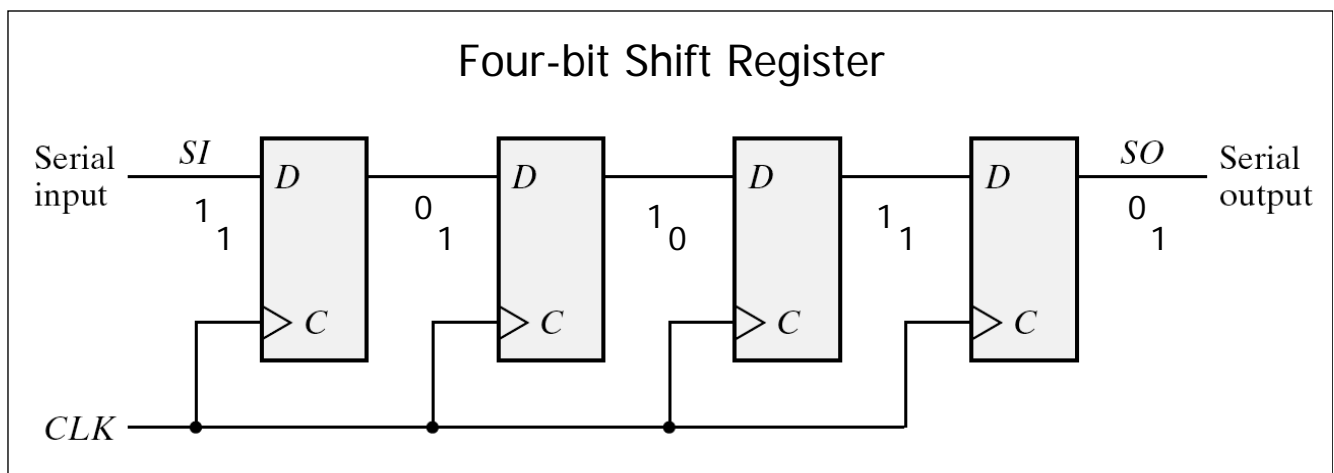 Four-bit Shift Register
Serial
input
SI
D
D
D
D
SO
Serial
output
1
1
0
1
1
0
1
1
0
1
C
C
C
C
CLK